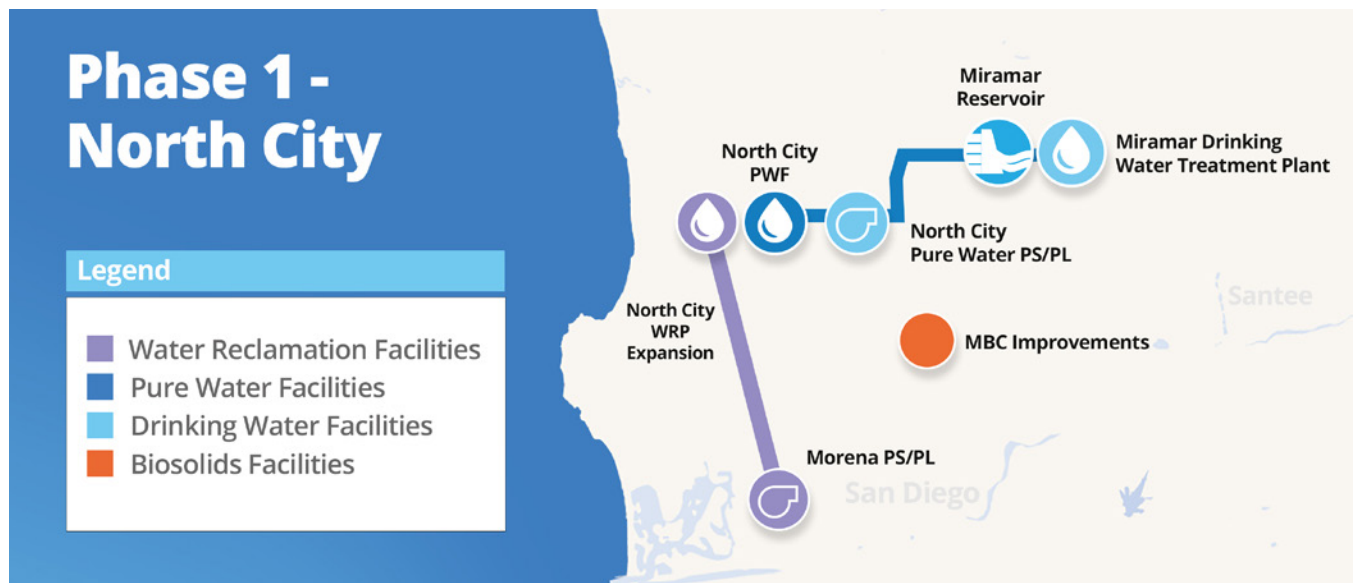 Phase 1 -
North City
Legend
Water Reclamation Facilities
Pure Water Facilities
Drinking Water Facilities
Biosolids Facilities
Miramar
Reservoir
Miramar Drinking
Water Treatment Plant
North City
PWF
North City
Pure Water PS/PL
Santee
North City
WRP
Expansion
MBC Improvements
Morena PS/PL
San Diego